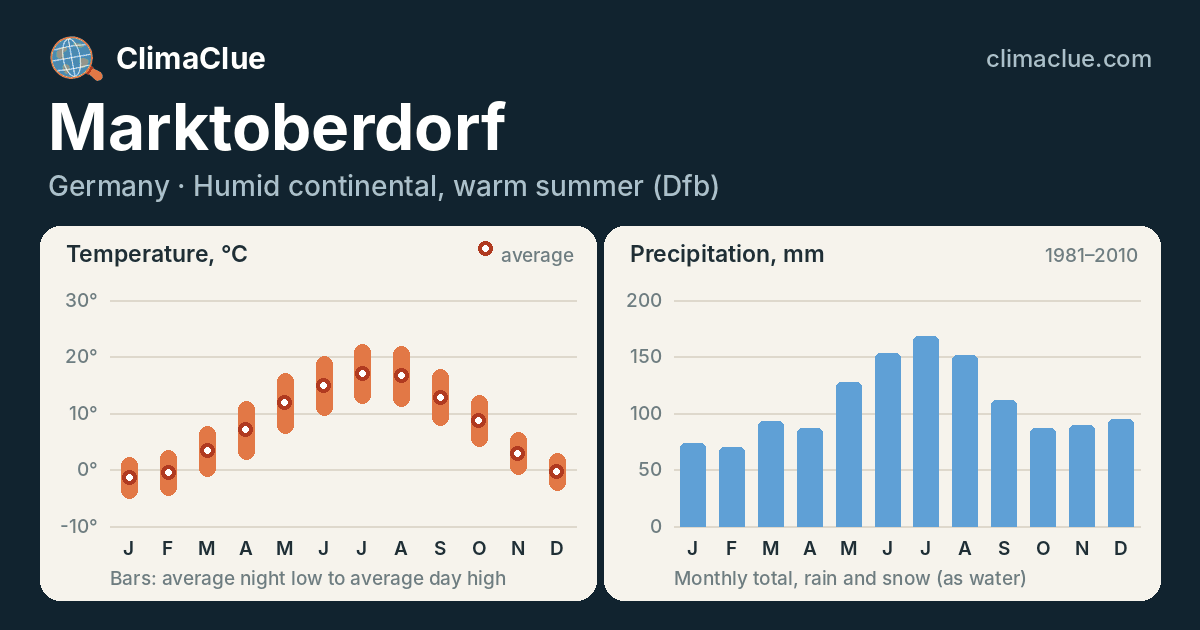 ClimaClue
climaclue.com
Marktoberdorf
Germany · Humid continental, warm summer (Dfb)
Temperature, °C
average
30°
20°
10°
0°
-10°
J F M A M J J A S O N D
Bars: average night low to average day high
Precipitation, mm
1981–2010
200
150
100
50
0
J F M A M J J A S O N D
Monthly total, rain and snow (as water)